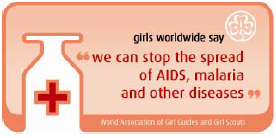 girls worldwide say
“we can stop the spread
of AIDS, malaria
and other diseases”
World Association of Girl Guides and Girl Scouts